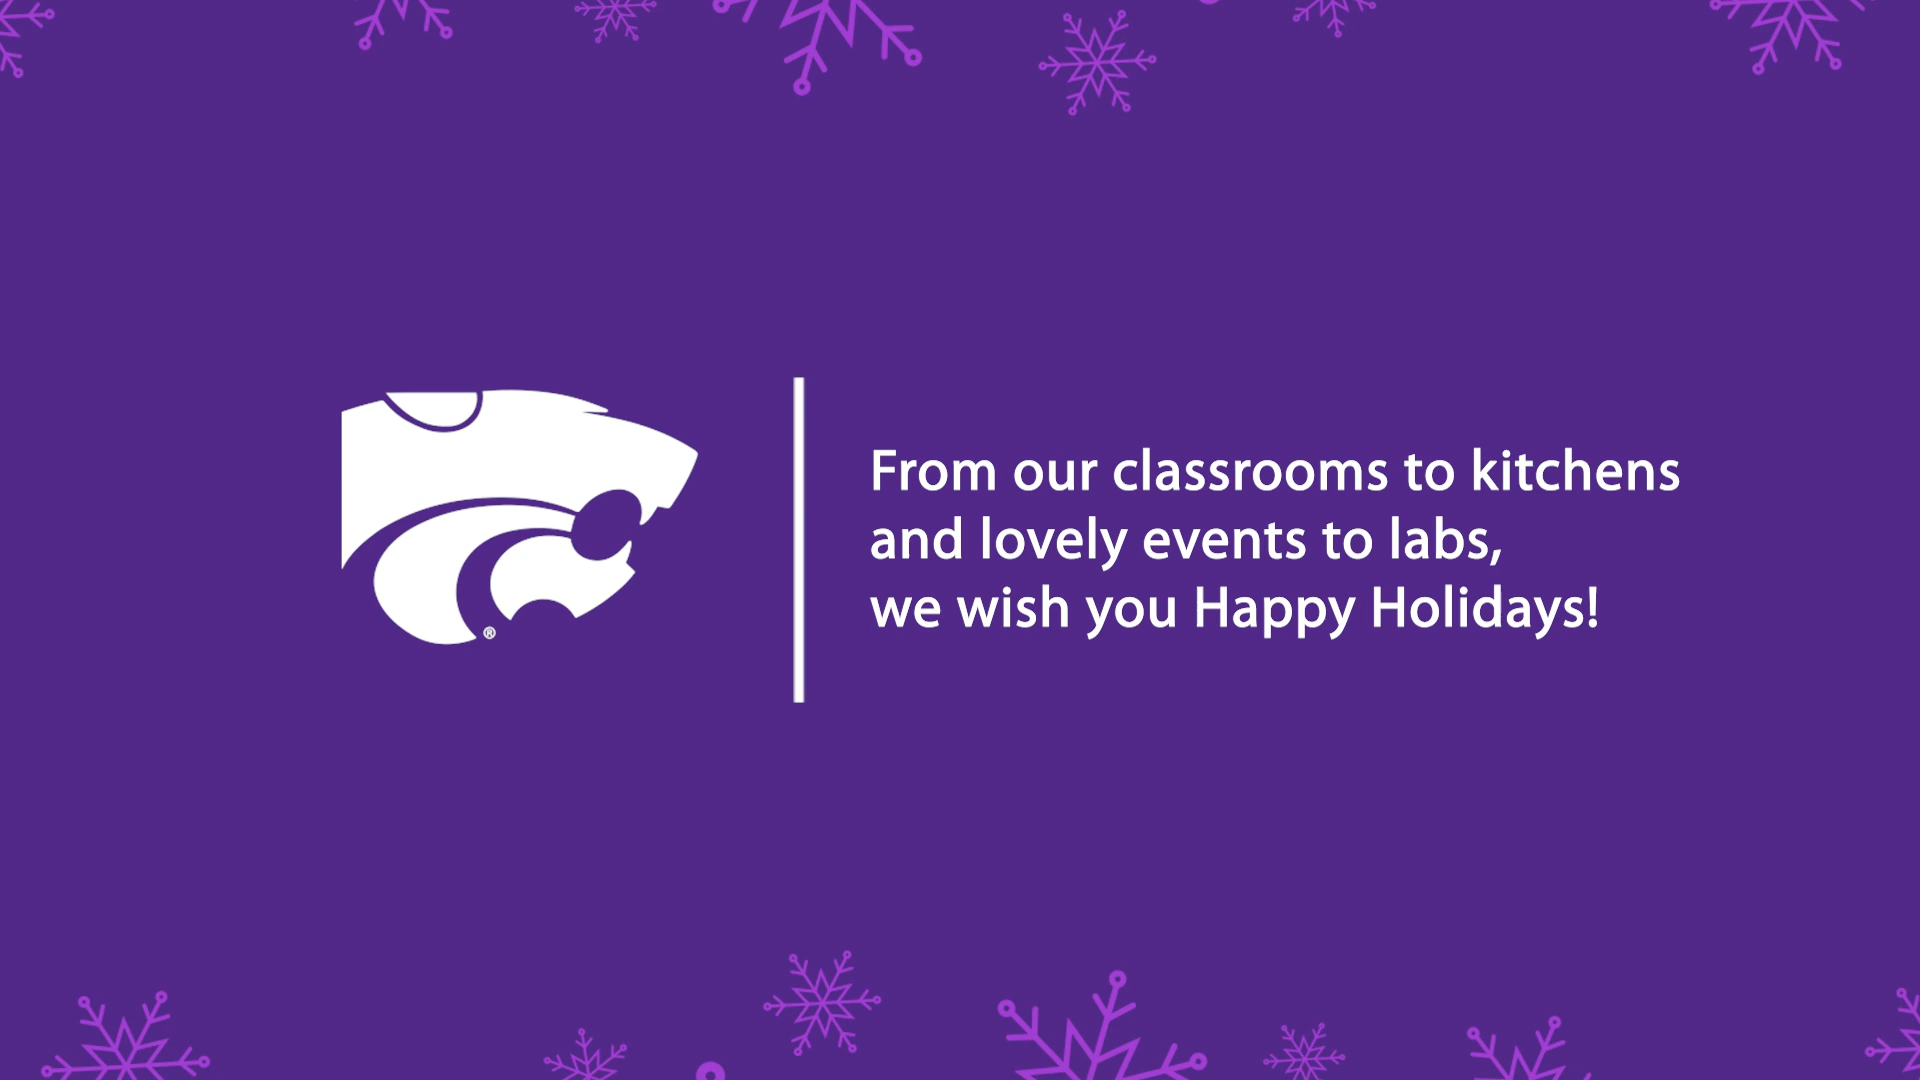 From our classrooms to kitchens
and lovely events to labs,
we wish you Happy Holidays!
®